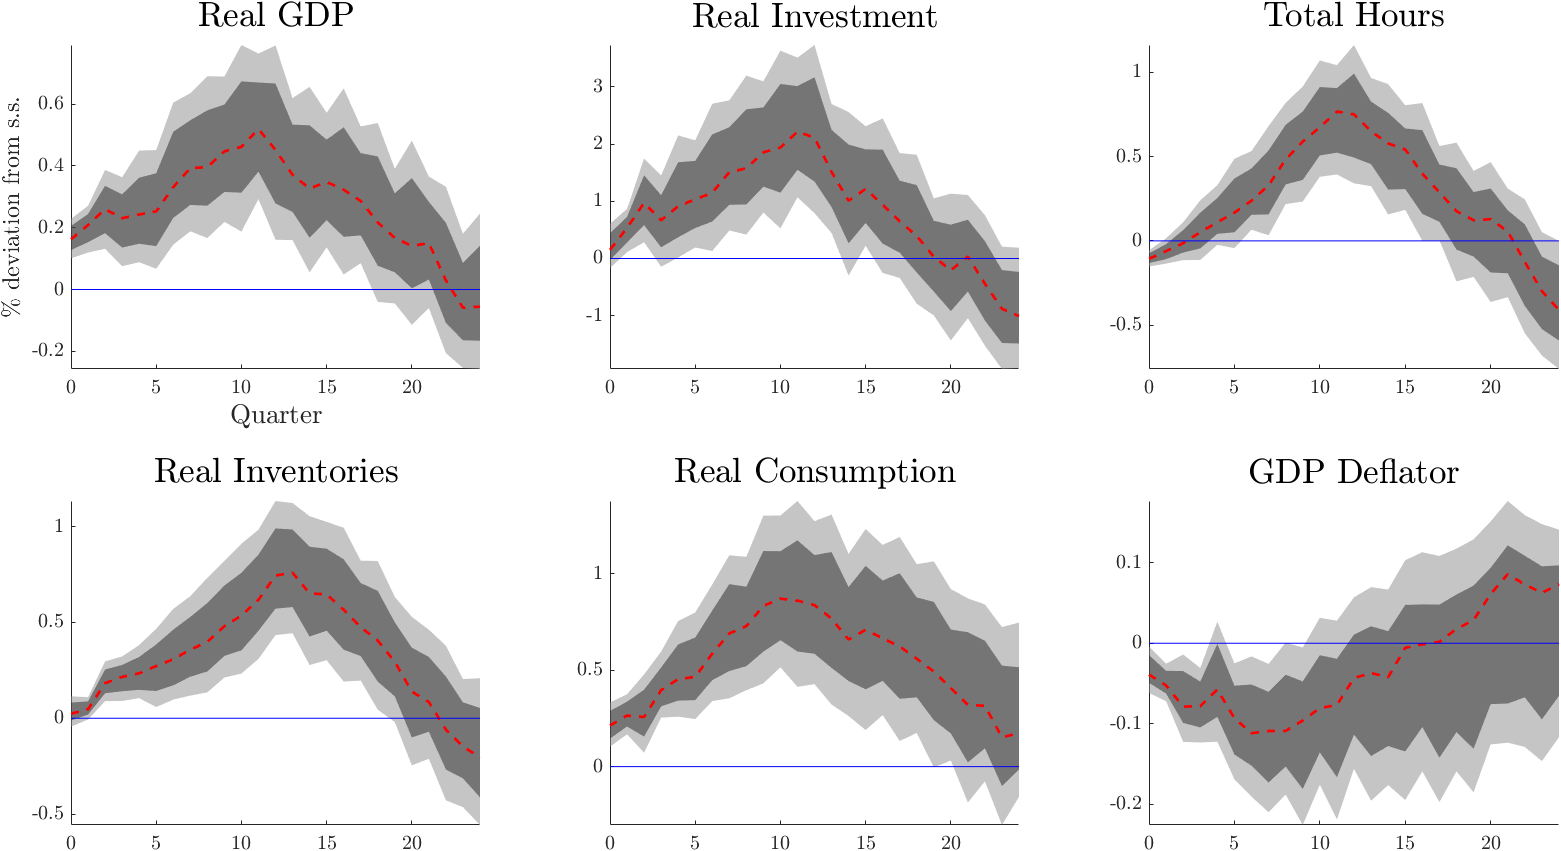 Real GDP
Real Investment
Total Hours
% deviation from s.s.
0.6
0.4
0.2
0
-0.2
0 5 10 15 20
Quarter
3
2
1
0
-1
0 5 10 15 20
1
0.5
0
-0.5
0 5 10 15 20
Real Inventories
Real Consumption
GDP Deflator
1
0.5
0
-0.5
0 5 10 15 20
1
0.5
0
0 5 10 15 20
0.1
0
-0.1
-0.2
0 5 10 15 20